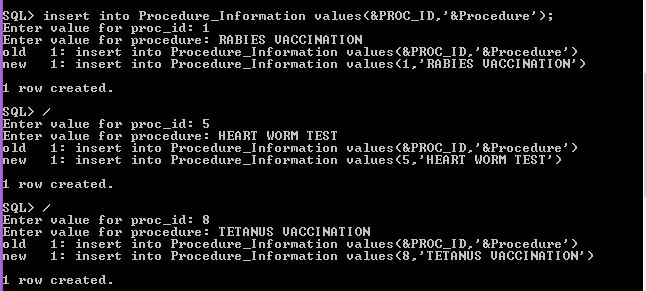 SQL> insert into Procedure_Information values(&PROC_ID,'&Procedure');
Enter value for proc_id: 1
Enter value for procedure: RABIES VACCINATION
old   1: insert into Procedure_Information values(&PROC_ID,'&Procedure')
new   1: insert into Procedure_Information values(1,'RABIES VACCINATION')
1 row created.
SQL> /
Enter value for proc_id: 5
Enter value for procedure: HEART WORM TEST
old   1: insert into Procedure_Information values(&PROC_ID,'&Procedure')
new   1: insert into Procedure_Information values(5,'HEART WORM TEST')
1 row created.
SQL> /
Enter value for proc_id: 8
Enter value for procedure: TETANUS VACCINATION
old   1: insert into Procedure_Information values(&PROC_ID,'&Procedure')
new   1: insert into Procedure_Information values(8,'TETANUS VACCINATION')
1 row created.